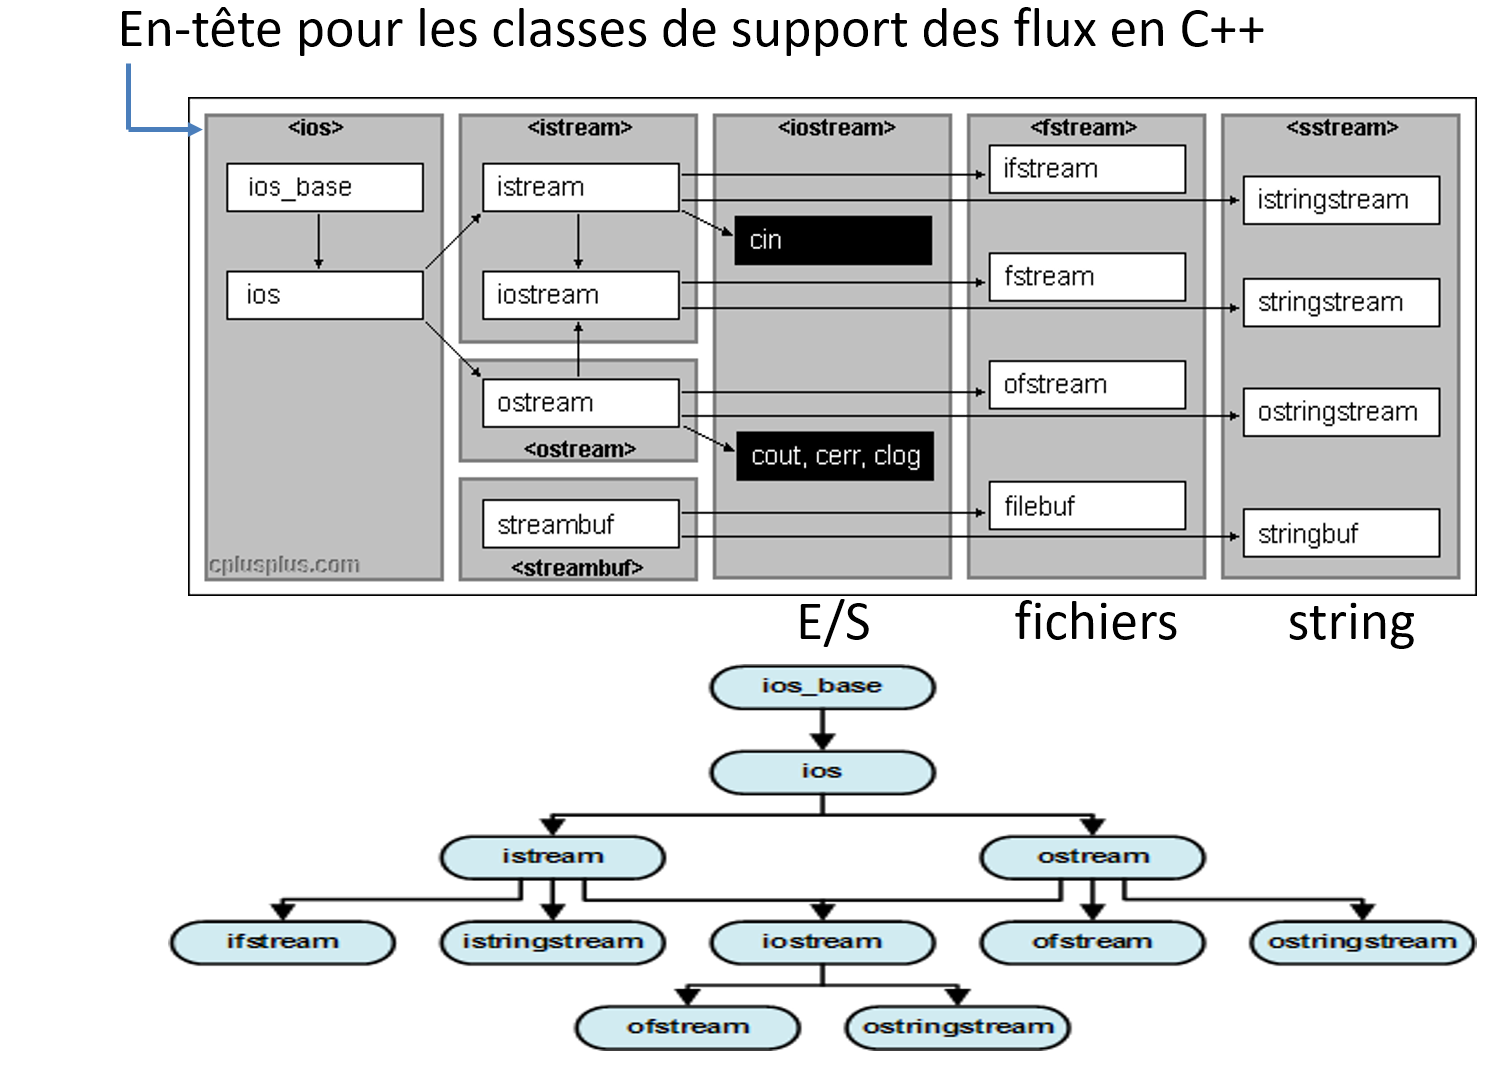 En-tête pour les classes de support des flux en C++
<ios>
<istream>
<iostream>
<fstream>
<sstream>
ios_base
istream
ifstream
istringstream
cin
ios
iostream
fstream
stringstream
ostream
ofstream
ostringstream
<ostream>
cout, cerr, clog
streambuf
filebuf
stringbuf
cplusplus.com
<streambuf>
E/S
fichiers
string
ios_base
ios
istream
ostream
ifstream
istringstream
iostream
ofstream
ostringstream
ofstream
ostringstream